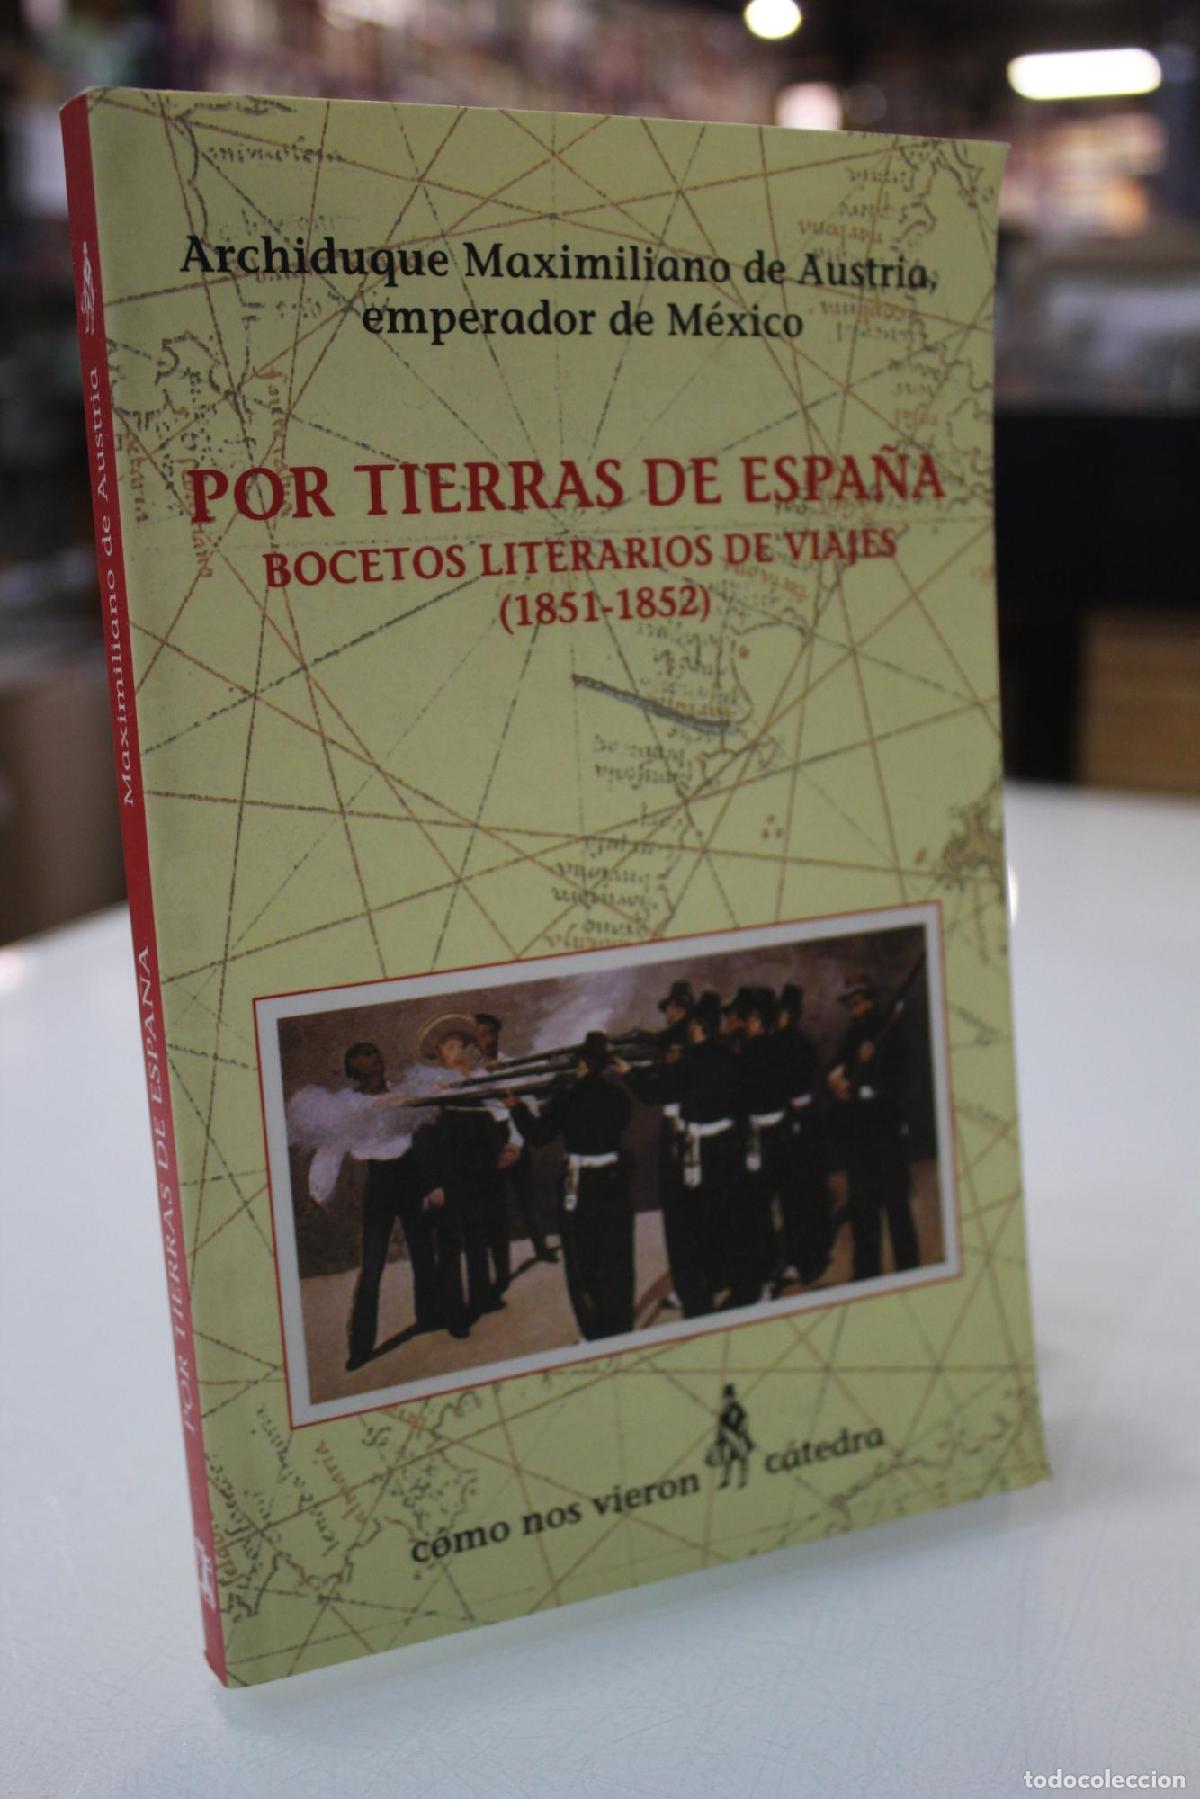 Archiduque Maximiliano de Austria,
emperador de México
POR TIERRAS DE ESPAÑA
BOCETOS LITERARIOS DE VIAJES
(1851-1852)
cómo nos vieron cátedra
Maximiliano de Austria
POR TIERRAS DE ESPAÑA
todocoleccion